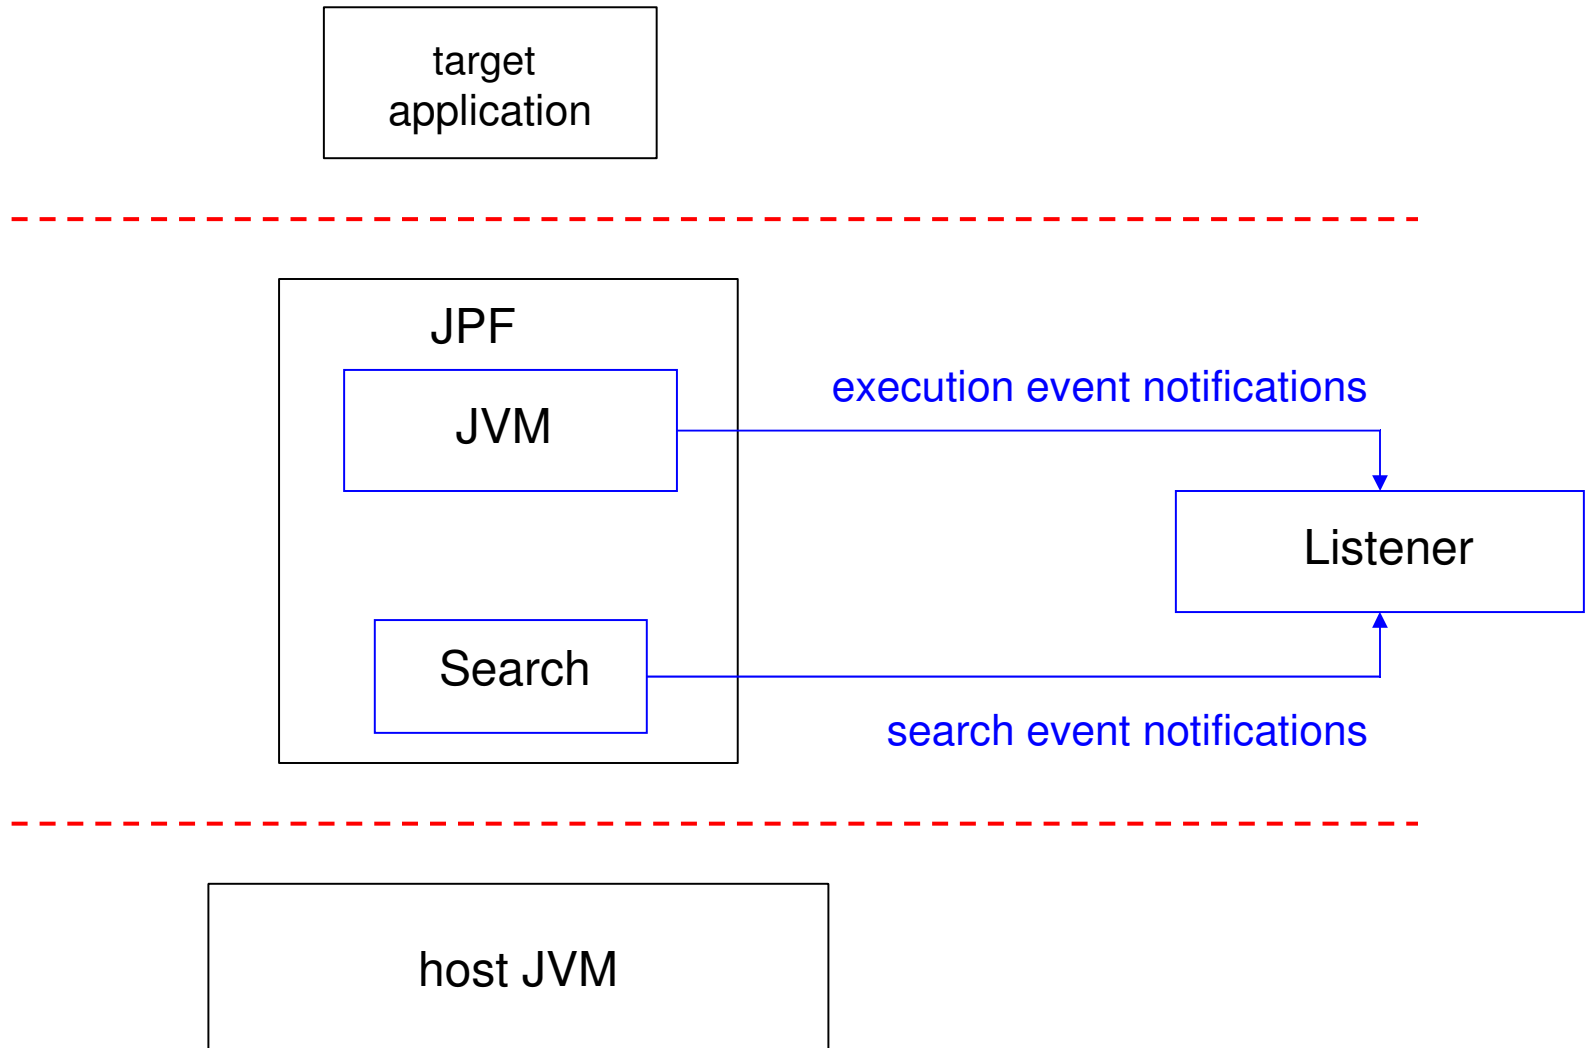 target
application
JPF
execution event notifications
JVM
Listener
Search
search event notifications
host JVM